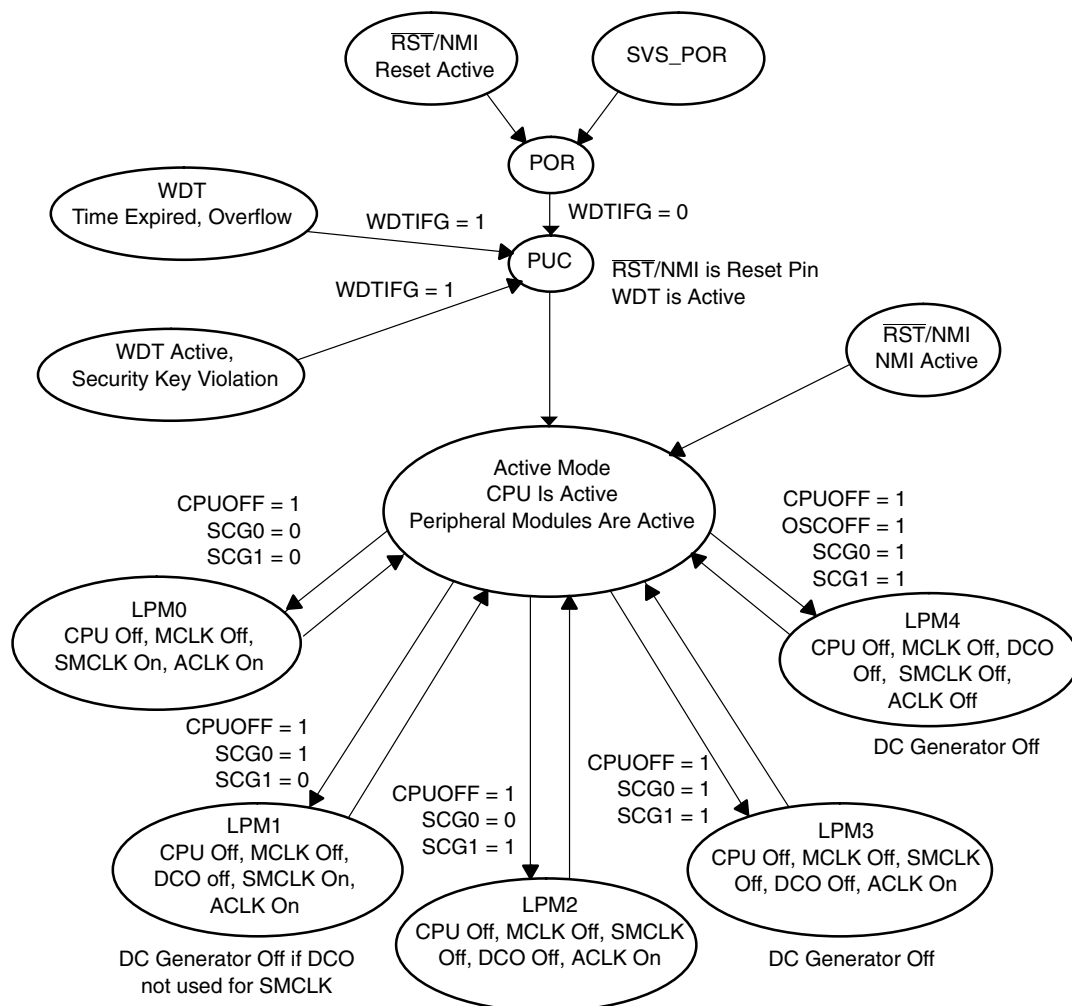 RST/NMI
Reset Active
SVS_POR
POR
WDT
Time Expired, Overflow
WDTIFG = 1
WDTIFG = 0
PUC
RST/NMI is Reset Pin
WDT is Active
WDTIFG = 1
WDT Active,
Security Key Violation
RST/NMI
NMI Active
Active Mode
CPU Is Active
Peripheral Modules Are Active
CPUOFF = 1
SCG0 = 0
SCG1 = 0
CPUOFF = 1
OSCOFF = 1
SCG0 = 1
SCG1 = 1
LPM0
CPU Off, MCLK Off,
SMCLK On, ACLK On
LPM4
CPU Off, MCLK Off, DCO
Off, SMCLK Off,
ACLK Off
DC Generator Off
CPUOFF = 1
SCG0 = 1
SCG1 = 0
CPUOFF = 1
SCG0 = 0
SCG1 = 1
CPUOFF = 1
SCG0 = 1
SCG1 = 1
LPM1
CPU Off, MCLK Off,
DCO off, SMCLK On,
ACLK On
DC Generator Off if DCO
not used for SMCLK
LPM2
CPU Off, MCLK Off, SMCLK
Off, DCO Off, ACLK On
LPM3
CPU Off, MCLK Off, SMCLK
Off, DCO Off, ACLK On
DC Generator Off